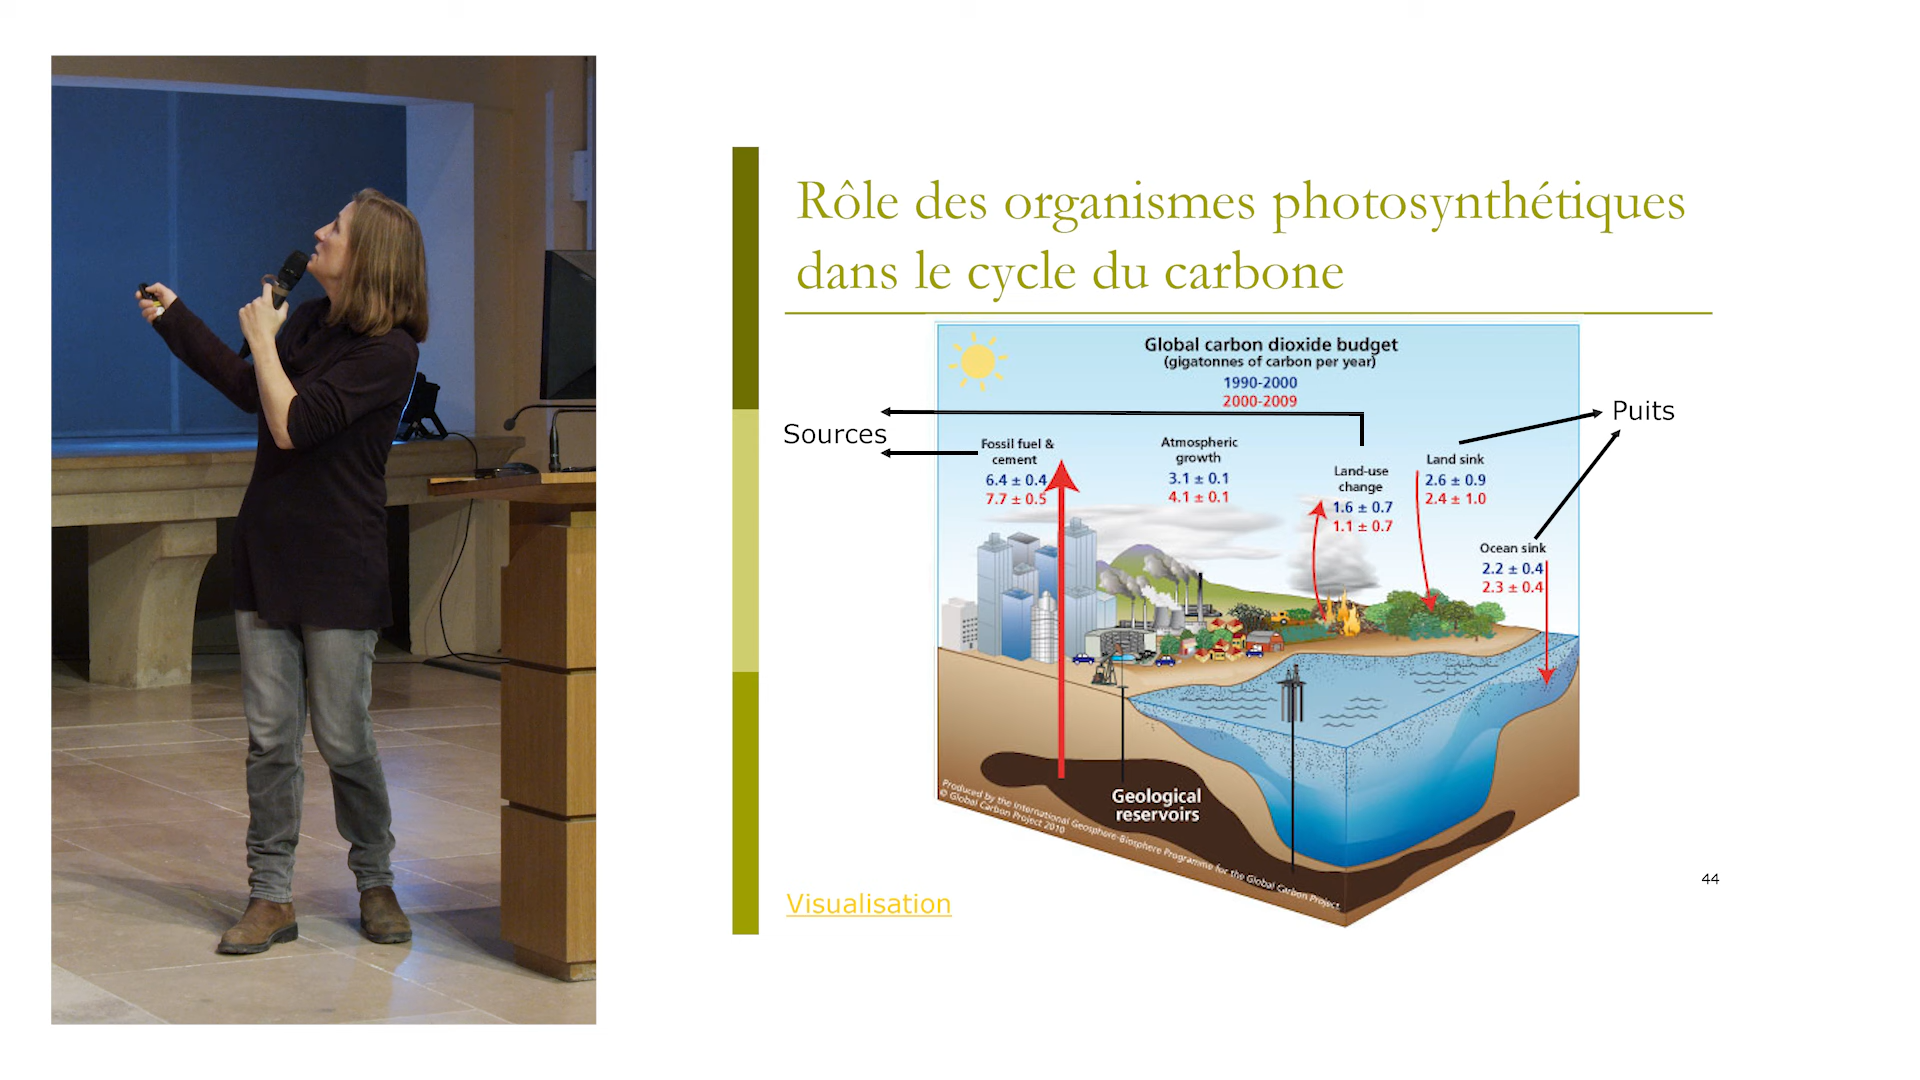 Rôle des organismes photosynthétiques
dans le cycle du carbone
Global carbon dioxide budget
(gigatonnes of carbon per year)
1990-2000
2000-2009
Puits
Sources
Fossil fuel &
cement
6.4 ± 0.4
7.7 ± 0.5
Atmospheric
growth
3.1 ± 0.1
4.1 ± 0.1
Land-use
change
1.6 ± 0.7
1.1 ± 0.7
Land sink
2.6 ± 0.9
2.4 ± 1.0
Ocean sink
2.2 ± 0.4
2.3 ± 0.4
Geological
reservoirs
Produced by the International Geosphere-Biosphere Programme for the Global Carbon Project.
© Global Carbon Project 2010
44
Visualisation